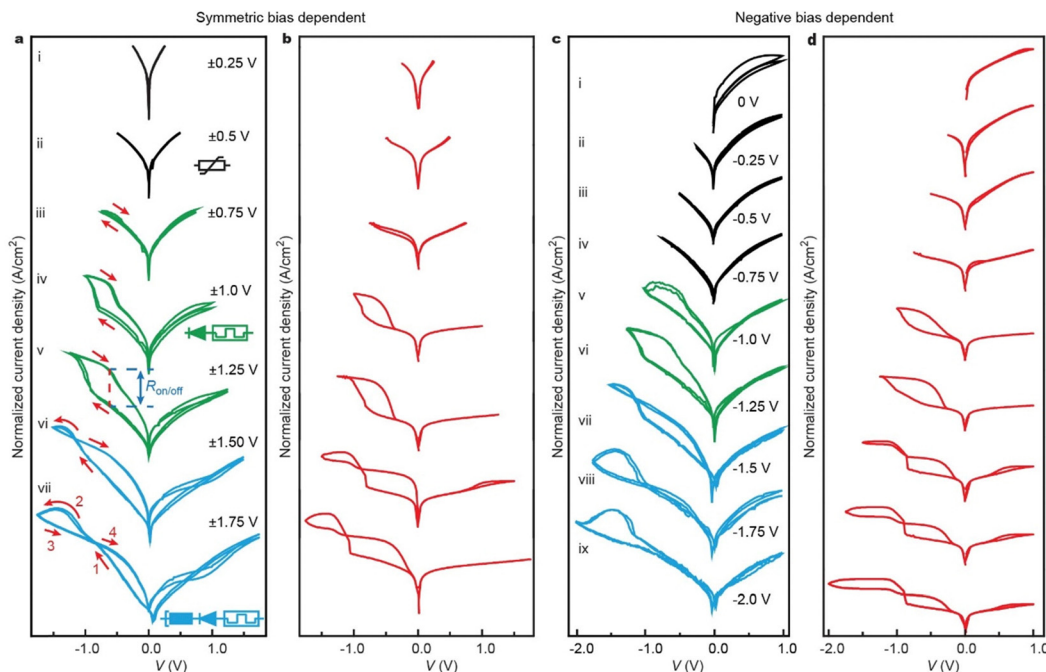 Symmetric bias dependent
Negative bias dependent
a
b
c
d
i
±0.25 V
ii
±0.5 V
iii
±0.75 V
iv
±1.0 V
v
±1.25 V
R on/off
vi
±1.50 V
vii
±1.75 V
2
3
4
1
i
0 V
ii
-0.25 V
iii
-0.5 V
iv
-0.75 V
v
-1.0 V
vi
-1.25 V
vii
-1.5 V
viii
-1.75 V
ix
-2.0 V
Normalized current density (A/cm²)
Normalized current density (A/cm²)
Normalized current density (A/cm²)
Normalized current density (A/cm²)
-1.0 0.0 1.0
-1.0 0.0 1.0
-2.0 -1.0 0.0 1.0
-2.0 -1.0 0.0 1.0
V (V)
V (V)
V (V)
V (V)